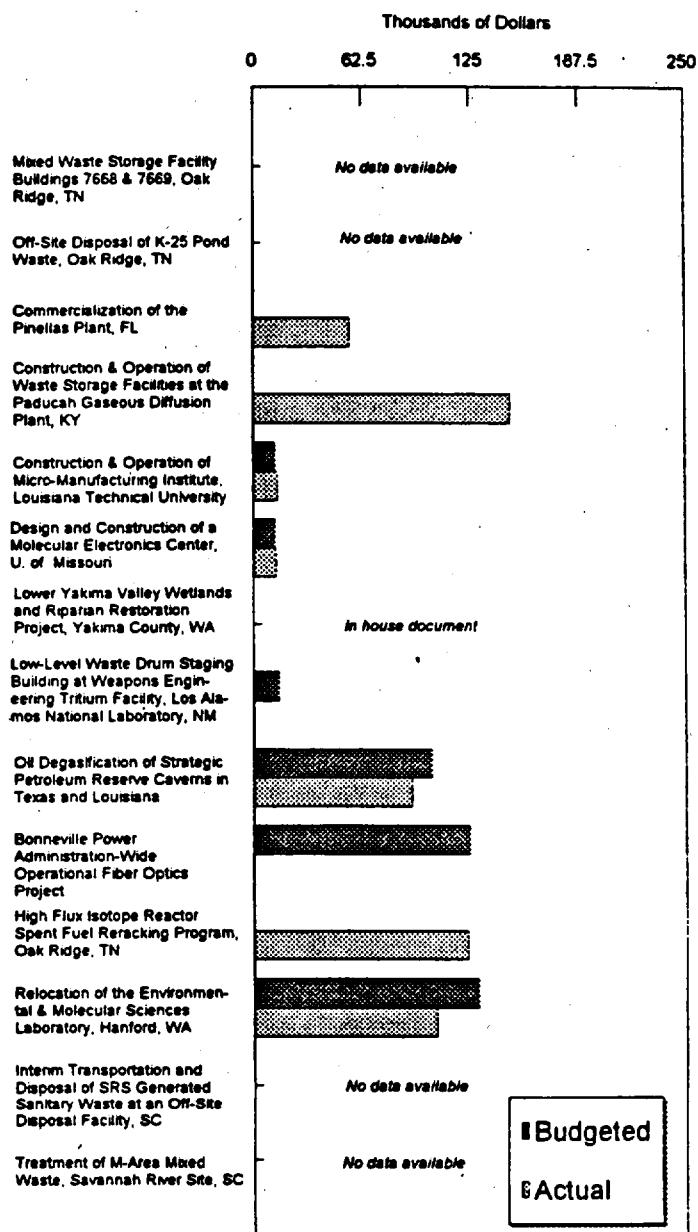 Thousands of Dollars
0 62.5 125 187.5 250
Mixed Waste Storage Facility
Buildings 7668 & 7669, Oak
Ridge, TN
No data available
Off-Site Disposal of K-25 Pond
Waste, Oak Ridge, TN
No data available
Commercialization of the
Pinellas Plant, FL
Construction & Operation of
Waste Storage Facilities at the
Paducah Gaseous Diffusion
Plant, KY
Construction & Operation of
Micro-Manufacturing Institute,
Louisiana Technical University
Design and Construction of a
Molecular Electronics Center,
U. of Missouri
Lower Yakima Valley Wetlands
and Riparian Restoration
Project, Yakima County, WA
In house document
Low-Level Waste Drum Staging
Building at Weapons Engin-
eering Tritium Facility, Los Ala-
mos National Laboratory, NM
Oil Degasification of Strategic
Petroleum Reserve Caverns in
Texas and Louisiana
Bonneville Power
Administration-Wide
Operational Fiber Optics
Project
High Flux Isotope Reactor
Spent Fuel Reracking Program,
Oak Ridge, TN
Relocation of the Environmen-
tal & Molecular Sciences
Laboratory, Hanford, WA
Interim Transportation and
Disposal of SRS Generated
Sanitary Waste at an Off-Site
Disposal Facility, SC
No data available
Treatment of M-Area Mixed
Waste, Savannah River Site, SC
No data available
Budgeted
Actual